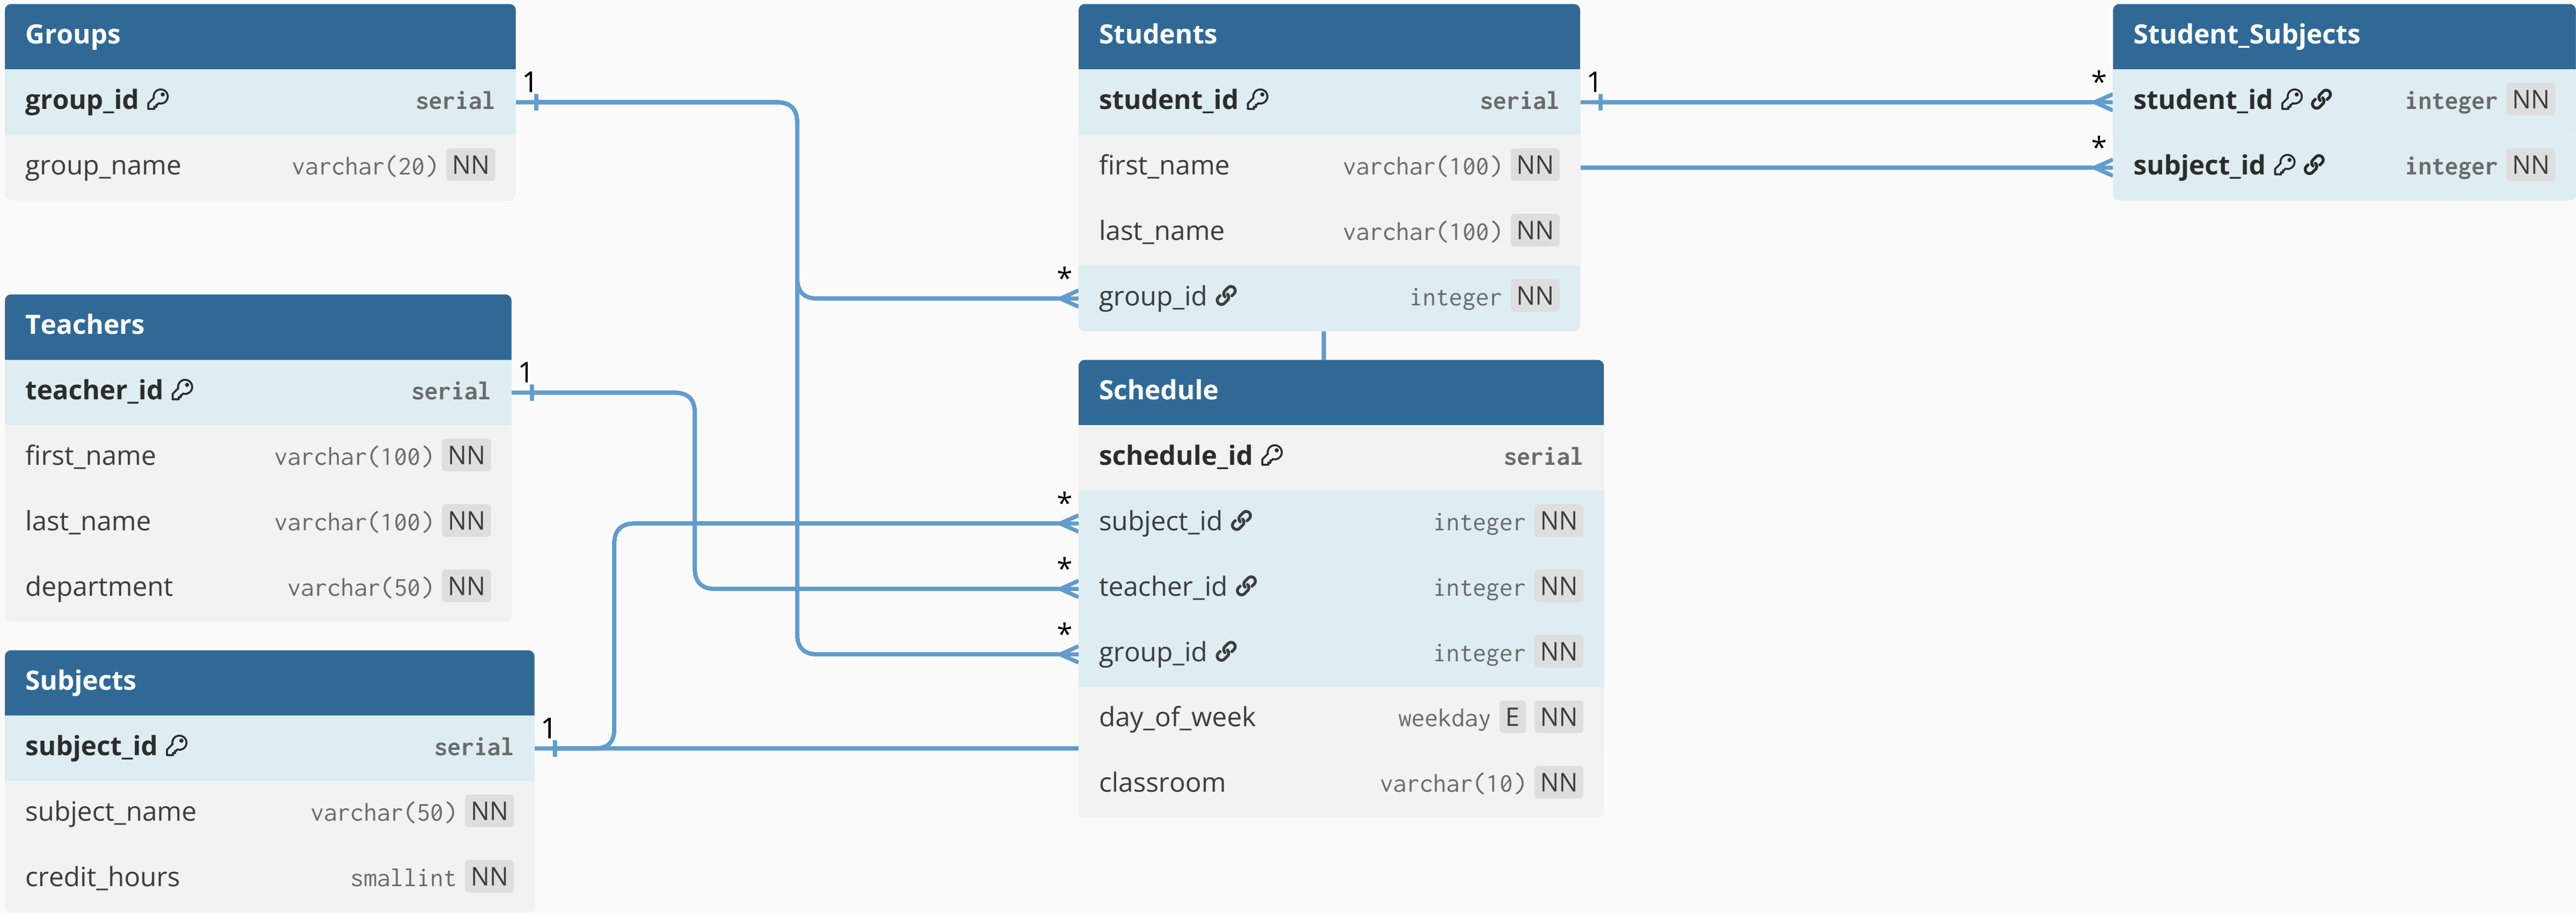 Groups
group_id serial
group_name varchar(20) NN
1
Teachers
teacher_id serial
first_name varchar(100) NN
last_name varchar(100) NN
department varchar(50) NN
1
Subjects
subject_id serial
subject_name varchar(50) NN
credit_hours smallint NN
1
Students
student_id serial
first_name varchar(100) NN
last_name varchar(100) NN
* group_id integer NN
1
Schedule
schedule_id serial
* subject_id integer NN
* teacher_id integer NN
* group_id integer NN
day_of_week weekday E NN
classroom varchar(10) NN
Student_Subjects
* student_id integer NN
* subject_id integer NN